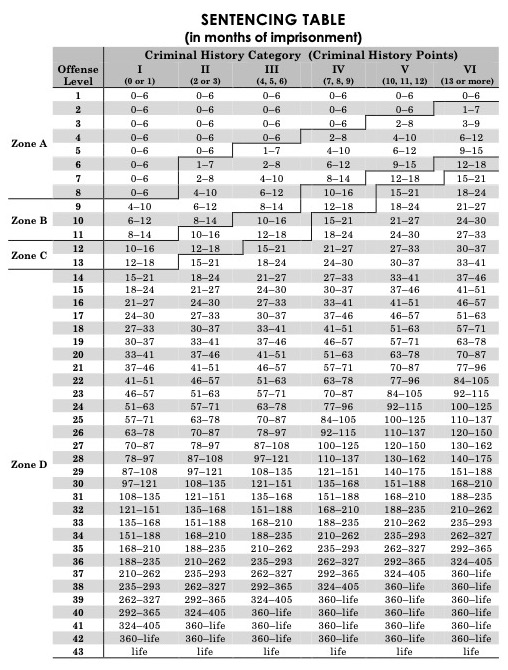 SENTENCING TABLE
(in months of imprisonment)
Criminal History Category (Criminal History Points)
Offense I II III IV V VI
Level (0 or 1) (2 or 3) (4, 5, 6) (7, 8, 9) (10, 11, 12) (13 or more)
1 0–6 0–6 0–6 0–6 0–6 0–6
2 0–6 0–6 0–6 0–6 0–6 1–7
3 0–6 0–6 0–6 0–6 2–8 3–9
Zone A
4 0–6 0–6 0–6 2–8 4–10 6–12
5 0–6 0–6 1–7 4–10 6–12 9–15
6 0–6 1–7 2–8 6–12 9–15 12–18
7 0–6 2–8 4–10 8–14 12–18 15–21
8 0–6 4–10 6–12 10–16 15–21 18–24
9 4–10 6–12 8–14 12–18 18–24 21–27
Zone B 10 6–12 8–14 10–16 15–21 21–27 24–30
11 8–14 10–16 12–18 18–24 24–30 27–33
Zone C
12 10–16 12–18 15–21 21–27 27–33 30–37
13 12–18 15–21 18–24 24–30 30–37 33–41
14 15–21 18–24 21–27 27–33 33–41 37–46
15 18–24 21–27 24–30 30–37 37–46 41–51
16 21–27 24–30 27–33 33–41 41–51 46–57
17 24–30 27–33 30–37 37–46 46–57 51–63
18 27–33 30–37 33–41 41–51 51–63 57–71
19 30–37 33–41 37–46 46–57 57–71 63–78
20 33–41 37–46 41–51 51–63 63–78 70–87
21 37–46 41–51 46–57 57–71 70–87 77–96
22 41–51 46–57 51–63 63–78 77–96 84–105
23 46–57 51–63 57–71 70–87 84–105 92–115
24 51–63 57–71 63–78 77–96 92–115 100–125
25 57–71 63–78 70–87 84–105 100–125 110–137
26 63–78 70–87 78–97 92–115 110–137 120–150
27 70–87 78–97 87–108 100–125 120–150 130–162
Zone D
28 78–97 87–108 97–121 110–137 130–162 140–175
29 87–108 97–121 108–135 121–151 140–175 151–188
30 97–121 108–135 121–151 135–168 151–188 168–210
31 108–135 121–151 135–168 151–188 168–210 188–235
32 121–151 135–168 151–188 168–210 188–235 210–262
33 135–168 151–188 168–210 188–235 210–262 235–293
34 151–188 168–210 188–235 210–262 235–293 262–327
35 168–210 188–235 210–262 235–293 262–327 292–365
36 188–235 210–262 235–293 262–327 292–365 324–405
37 210–262 235–293 262–327 292–365 324–405 360–life
38 235–293 262–327 292–365 324–405 360–life 360–life
39 262–327 292–365 324–405 360–life 360–life 360–life
40 292–365 324–405 360–life 360–life 360–life 360–life
41 324–405 360–life 360–life 360–life 360–life 360–life
42 360–life 360–life 360–life 360–life 360–life 360–life
43 life life life life life life